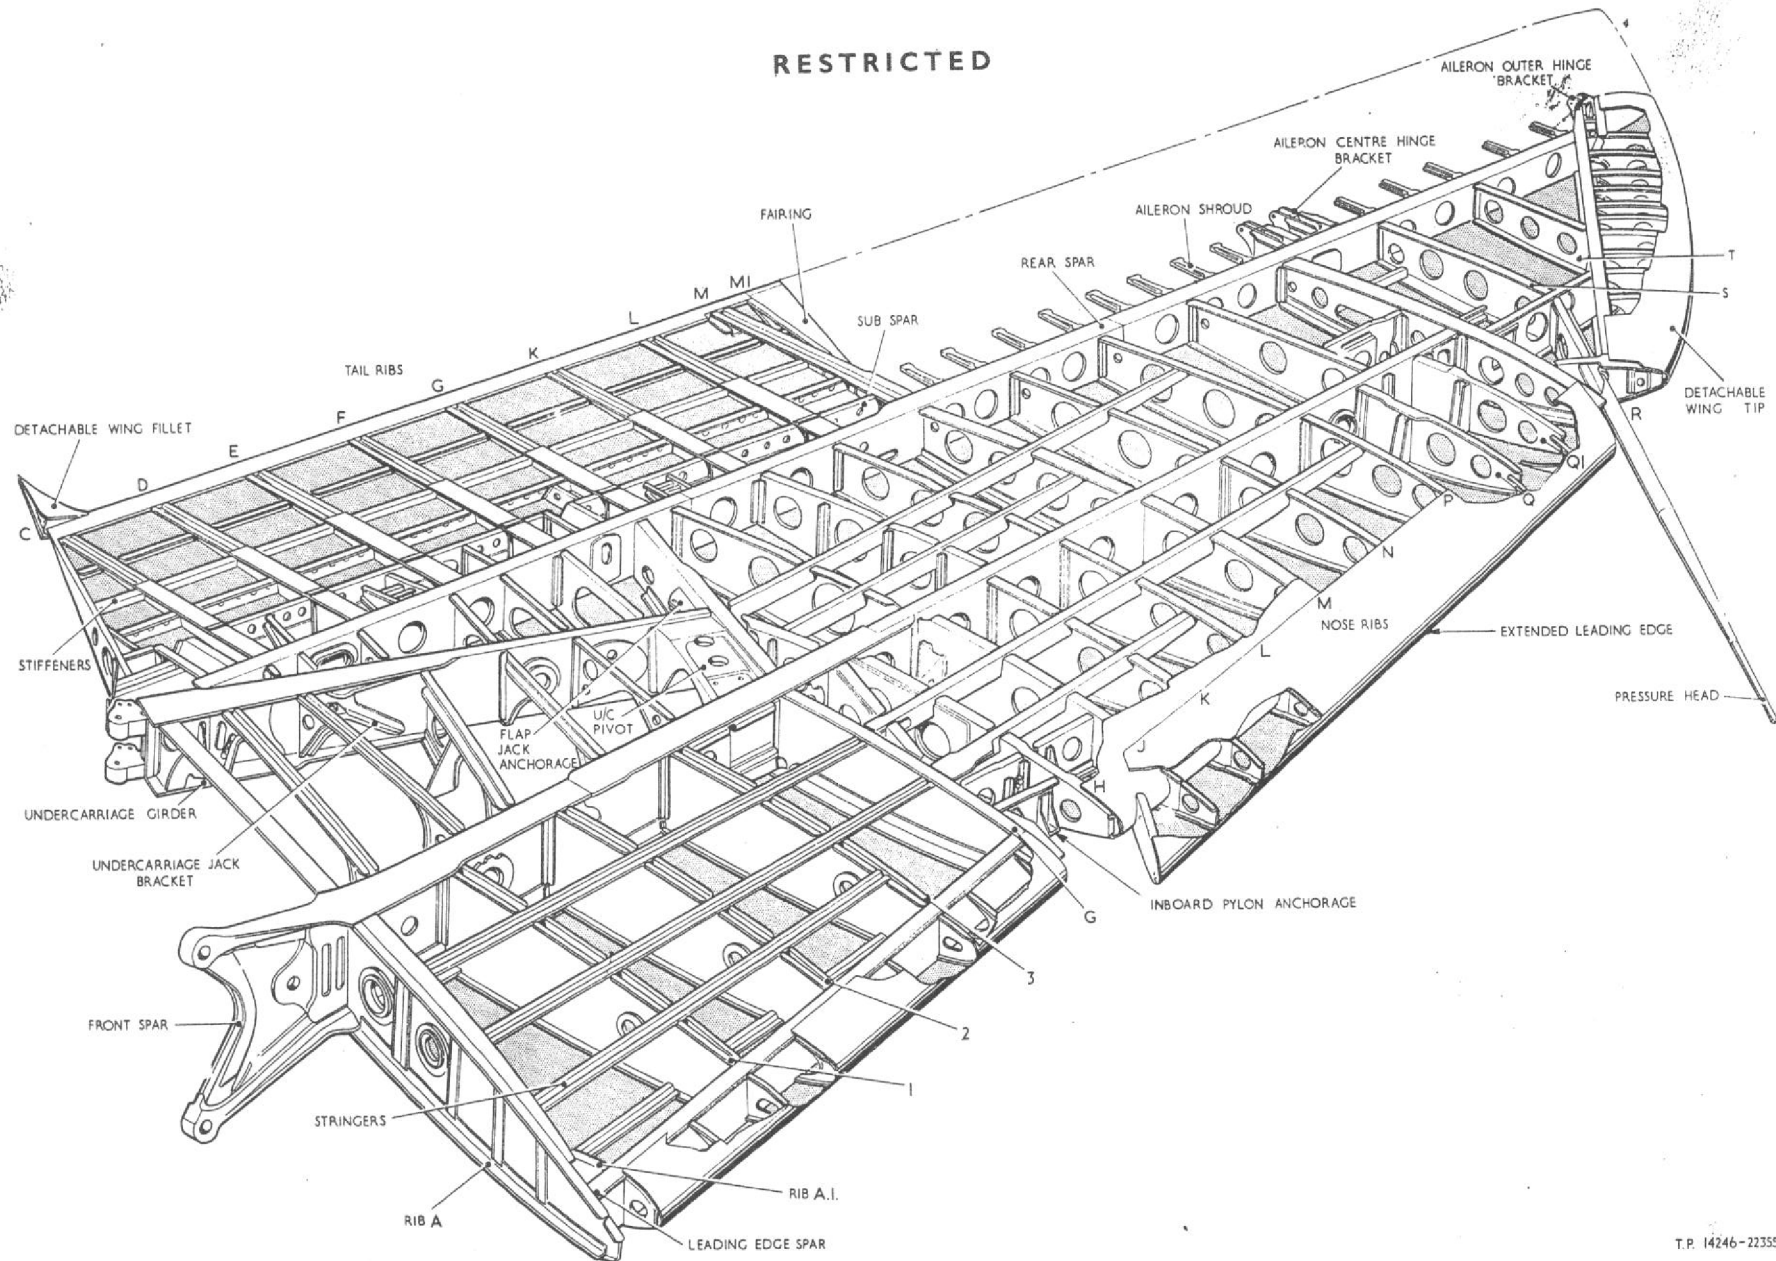 RESTRICTED
AILERON OUTER HINGE
BRACKET
AILERON CENTRE HINGE
BRACKET
AILERON SHROUD
FAIRING
REAR SPAR
SUB SPAR
M MI
L
K
G
F
E
D
C
TAIL RIBS
DETACHABLE WING FILLET
STIFFENERS
T
S
DETACHABLE
WING TIP
R
QI
Q
P
N
M
NOSE RIBS
L
K
J
H
EXTENDED LEADING EDGE
PRESSURE HEAD
FLAP
JACK
ANCHORAGE
U/C
PIVOT
UNDERCARRIAGE GIRDER
UNDERCARRIAGE JACK
BRACKET
INBOARD PYLON ANCHORAGE
G
3
2
1
FRONT SPAR
STRINGERS
RIB A.I.
RIB A
LEADING EDGE SPAR
T.P. 14246-22355